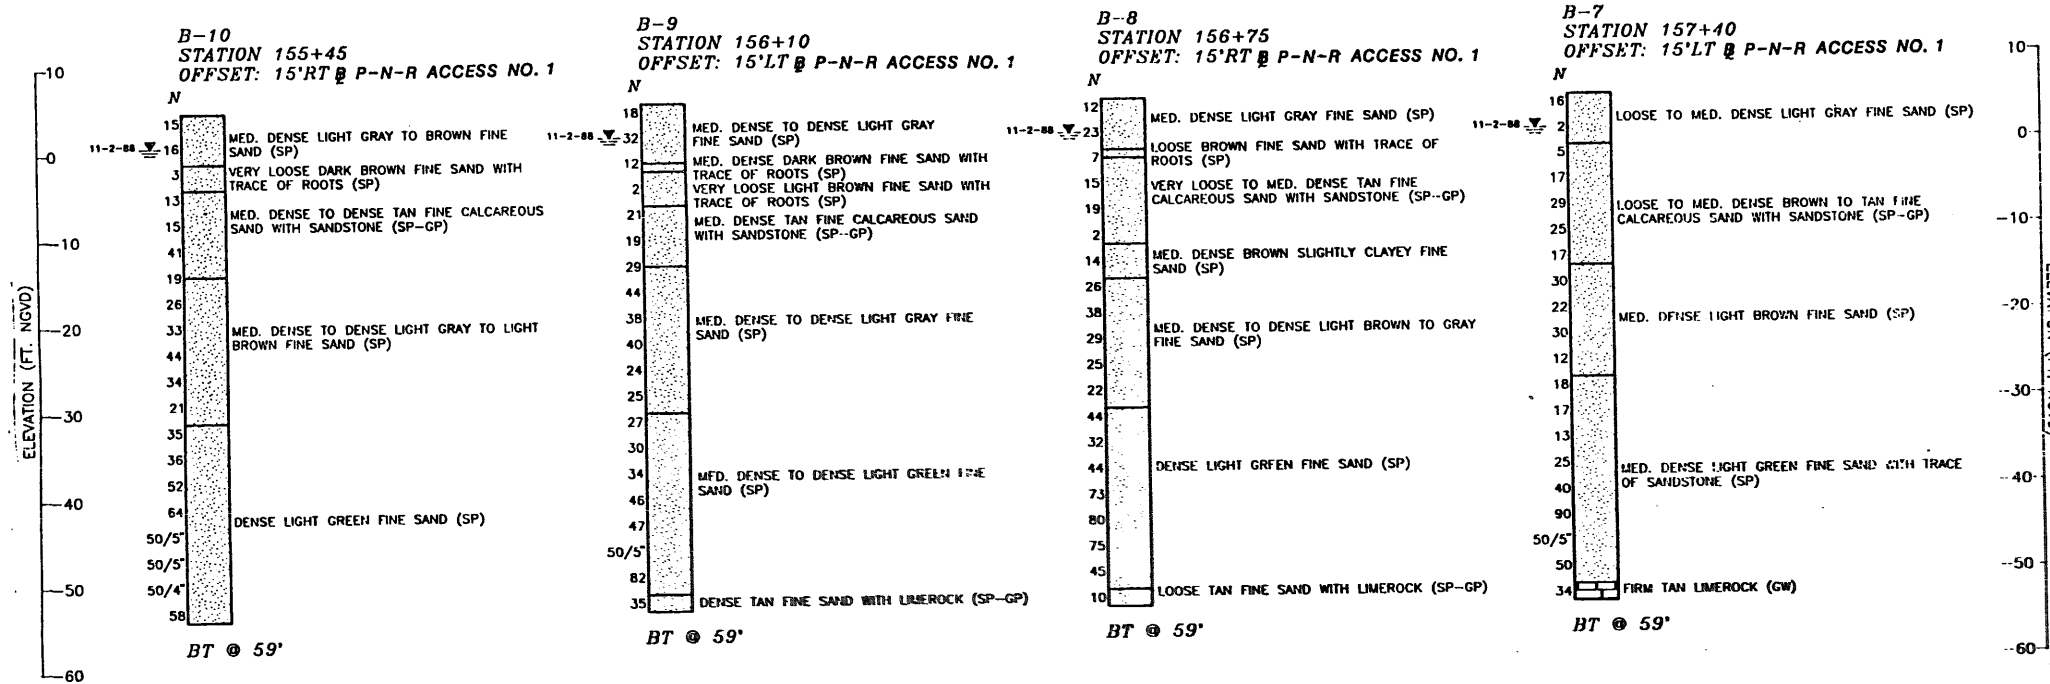 B-10
STATION 155+45
OFFSET: 15'RT ℄ P-N-R ACCESS NO. 1
N
15
11-2-88
16
3
13
15
41
19
26
33
44
34
21
35
36
52
64
50/5"
50/5"
50/4"
58
MED. DENSE LIGHT GRAY TO BROWN FINE
SAND (SP)
VERY LOOSE DARK BROWN FINE SAND WITH
TRACE OF ROOTS (SP)
MED. DENSE TO DENSE TAN FINE CALCAREOUS
SAND WITH SANDSTONE (SP-GP)
MED. DENSE TO DENSE LIGHT GRAY TO LIGHT
BROWN FINE SAND (SP)
DENSE LIGHT GREEN FINE SAND (SP)
BT @ 59'
B-9
STATION 156+10
OFFSET: 15'LT ℄ P-N-R ACCESS NO. 1
N
18
11-2-88
32
12
2
21
19
29
44
38
40
24
25
27
30
34
46
47
50/5"
82
35
MED. DENSE TO DENSE LIGHT GRAY
FINE SAND (SP)
MED. DENSE DARK BROWN FINE SAND WITH
TRACE OF ROOTS (SP)
VERY LOOSE LIGHT BROWN FINE SAND WITH
TRACE OF ROOTS (SP)
MED. DENSE TAN FINE CALCAREOUS SAND
WITH SANDSTONE (SP--GP)
MED. DENSE TO DENSE LIGHT GRAY FINE
SAND (SP)
MED. DENSE TO DENSE LIGHT GREEN FINE
SAND (SP)
DENSE TAN FINE SAND WITH LIMEROCK (SP-GP)
BT @ 59'
B-8
STATION 156+75
OFFSET: 15'RT ℄ P-N-R ACCESS NO. 1
N
12
11-2-88
23
7
15
19
2
14
26
38
29
25
22
44
32
44
73
80
75
45
10
MED. DENSE LIGHT GRAY FINE SAND (SP)
LOOSE BROWN FINE SAND WITH TRACE OF
ROOTS (SP)
VERY LOOSE TO MED. DENSE TAN FINE
CALCAREOUS SAND WITH SANDSTONE (SP--GP)
MED. DENSE BROWN SLIGHTLY CLAYEY FINE
SAND (SP)
MED. DENSE TO DENSE LIGHT BROWN TO GRAY
FINE SAND (SP)
DENSE LIGHT GREEN FINE SAND (SP)
LOOSE TAN FINE SAND WITH LIMEROCK (SP-GP)
BT @ 59'
B-7
STATION 157+40
OFFSET: 15'LT ℄ P-N-R ACCESS NO. 1
N
16
11-2-88
2
5
17
29
25
17
30
22
30
12
18
17
13
25
40
90
50/5"
50
34
LOOSE TO MED. DENSE LIGHT GRAY FINE SAND (SP)
LOOSE TO MED. DENSE BROWN TO TAN FINE
CALCAREOUS SAND WITH SANDSTONE (SP-GP)
MED. DENSE LIGHT BROWN FINE SAND (SP)
MED. DENSE LIGHT GREEN FINE SAND WITH TRACE
OF SANDSTONE (SP)
FIRM TAN LIMEROCK (GW)
BT @ 59'
ELEVATION (FT. NGVD)
10
0
-10
-20
-30
-40
-50
-60
10
0
-10
-20
-30
-40
-50
-60